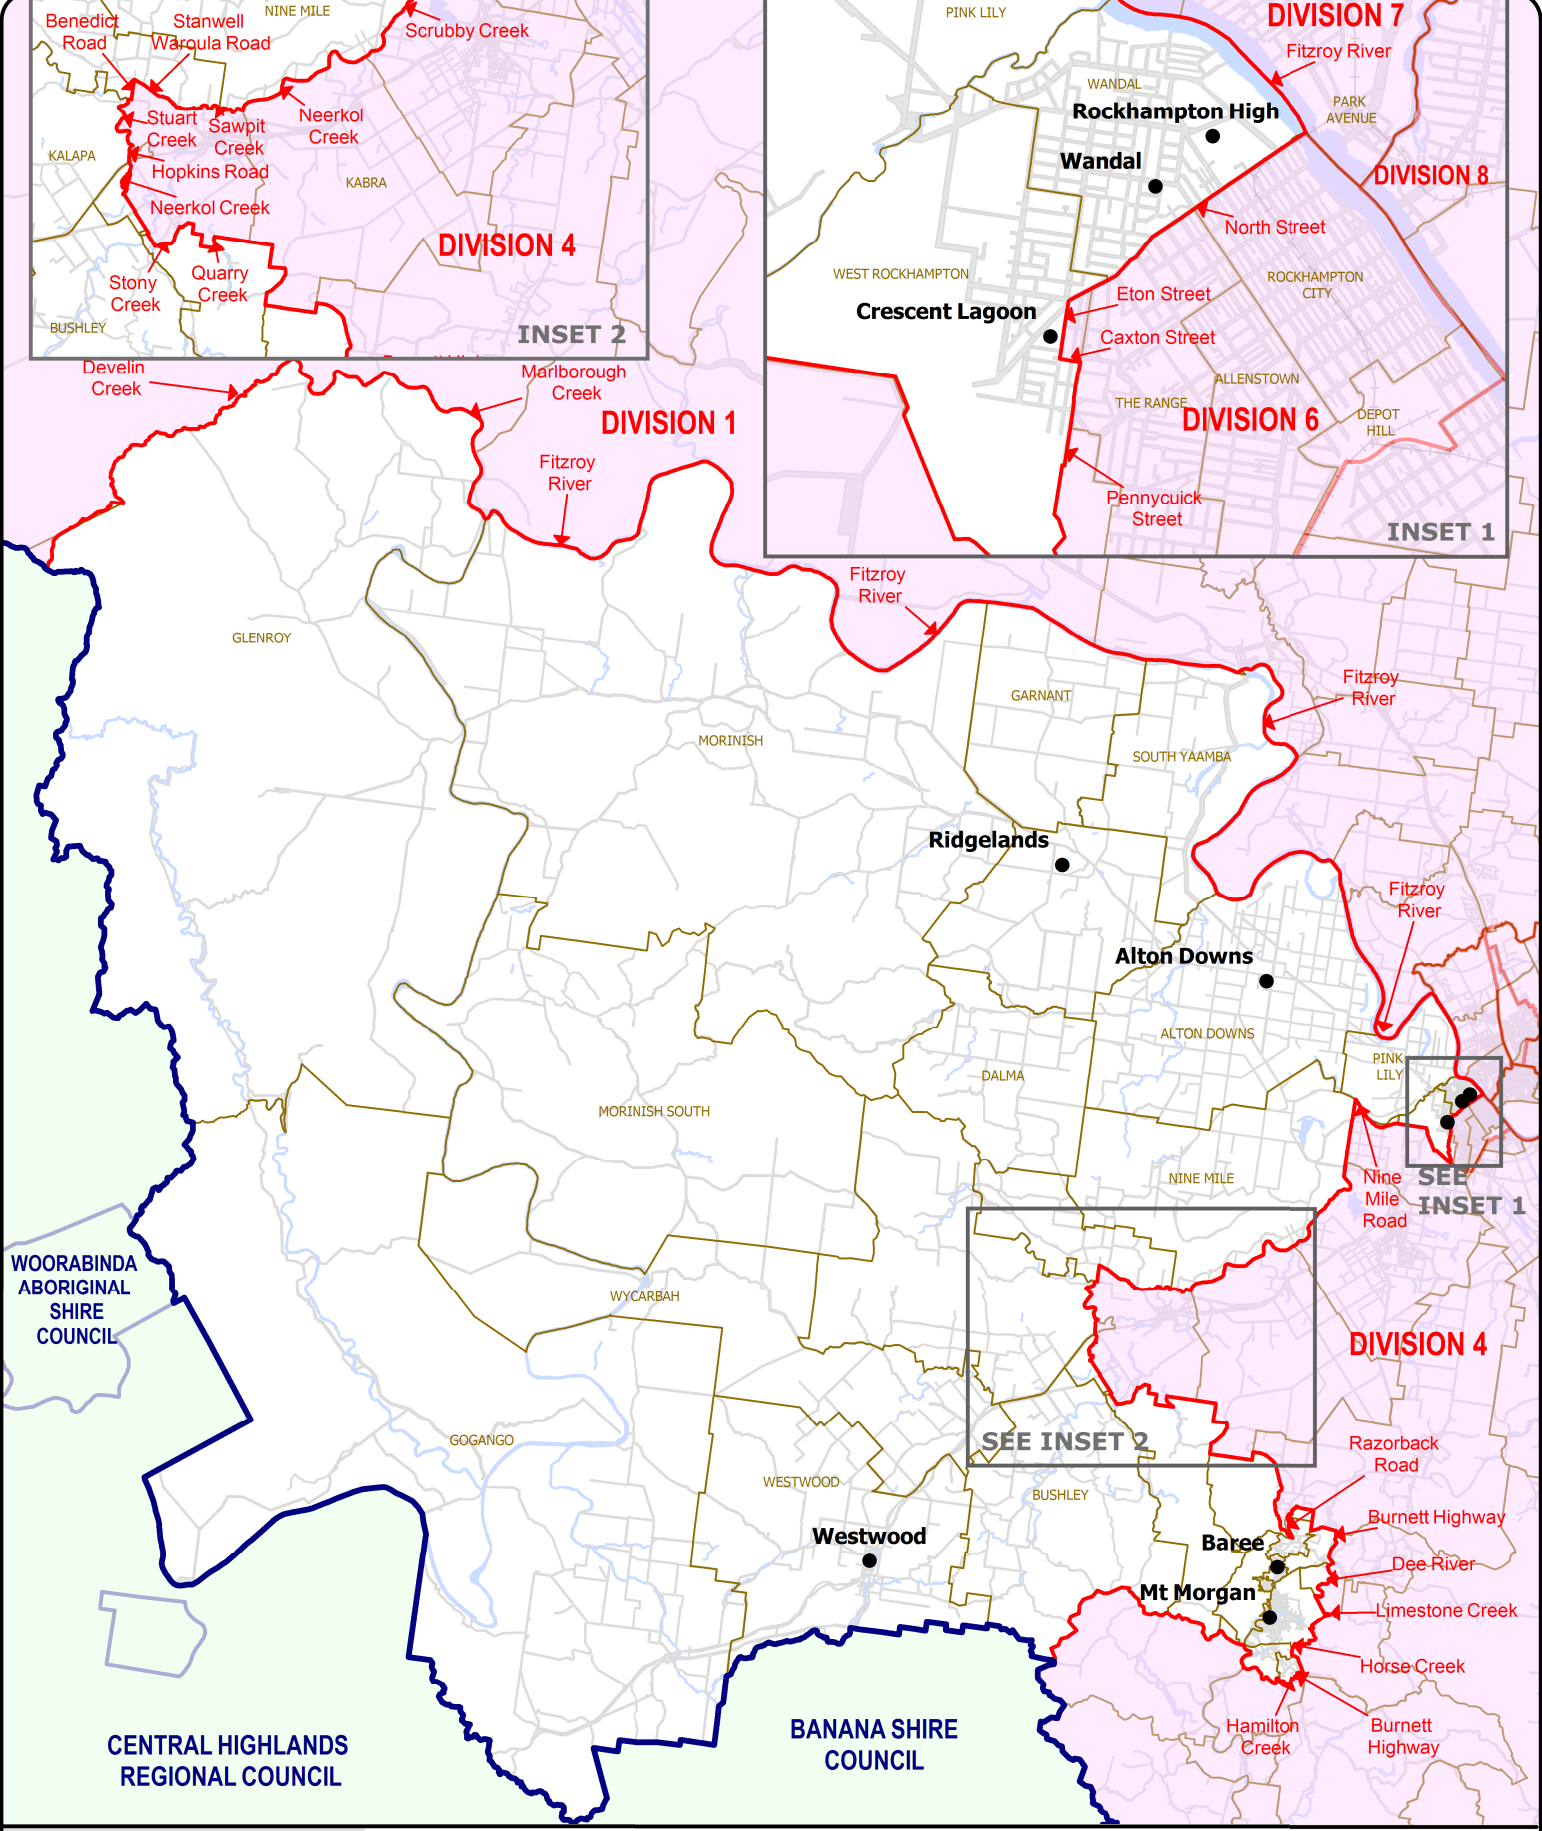 Benedict
Road
Stanwell
Waroula Road
NINE MILE
Scrubby Creek
Stuart
Creek
Sawpit
Creek
Neerkol
Creek
KALAPA
Hopkins Road
KABRA
Neerkol Creek
DIVISION 4
Stony
Creek
Quarry
Creek
BUSHLEY
INSET 2
PINK LILY
DIVISION 7
Fitzroy River
WANDAL
Rockhampton High
PARK
AVENUE
Wandal
DIVISION 8
North Street
WEST ROCKHAMPTON
ROCKHAMPTON
CITY
Eton Street
Crescent Lagoon
Caxton Street
ALLENSTOWN
THE RANGE
DIVISION 6
DEPOT
HILL
Pennycuick
Street
INSET 1
Develin
Creek
Marlborough
Creek
DIVISION 1
Fitzroy
River
Fitzroy
River
GLENROY
Fitzroy
River
GARNANT
MORINISH
SOUTH YAAMBA
Ridgelands
Fitzroy
River
Alton Downs
ALTON DOWNS
PINK
LILY
DALMA
MORINISH SOUTH
NINE MILE
Nine
Mile
Road
SEE
INSET 1
WOORABINDA
ABORIGINAL
SHIRE
COUNCIL
WYCARBAH
DIVISION 4
GOGANGO
SEE INSET 2
Razorback
Road
WESTWOOD
BUSHLEY
Burnett Highway
Westwood
Baree
Dee River
Mt Morgan
Limestone Creek
Horse Creek
Hamilton
Creek
Burnett
Highway
CENTRAL HIGHLANDS
REGIONAL COUNCIL
BANANA SHIRE
COUNCIL